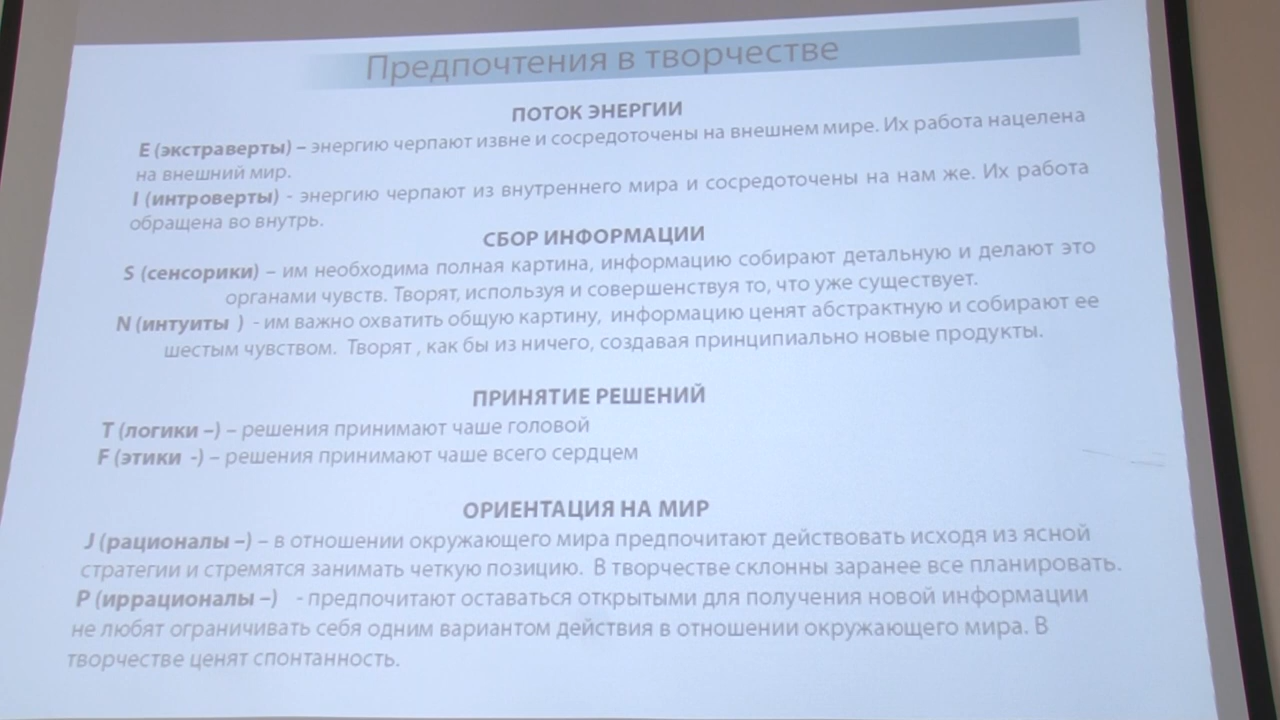 Предпочтения в творчестве
ПОТОК ЭНЕРГИИ
E (экстраверты) – энергию черпают извне и сосредоточены на внешнем мире. Их работа нацелена
на внешний мир.
I (интроверты) - энергию черпают из внутреннего мира и сосредоточены на нам же. Их работа
обращена во внутрь.
СБОР ИНФОРМАЦИИ
S (сенсорики) – им необходима полная картина, информацию собирают детальную и делают это
органами чувств. Творят, используя и совершенствуя то, что уже существует.
N (интуиты ) - им важно охватить общую картину, информацию ценят абстрактную и собирают ее
шестым чувством. Творят , как бы из ничего, создавая принципиально новые продукты.
ПРИНЯТИЕ РЕШЕНИЙ
T (логики –) – решения принимают чаше головой
F (этики -) – решения принимают чаше всего сердцем
ОРИЕНТАЦИЯ НА МИР
J (рационалы –) – в отношении окружающего мира предпочитают действовать исходя из ясной
стратегии и стремятся занимать четкую позицию. В творчестве склонны заранее все планировать.
P (иррационалы –) - предпочитают оставаться открытыми для получения новой информации
не любят ограничивать себя одним вариантом действия в отношении окружающего мира. В
творчестве ценят спонтанность.